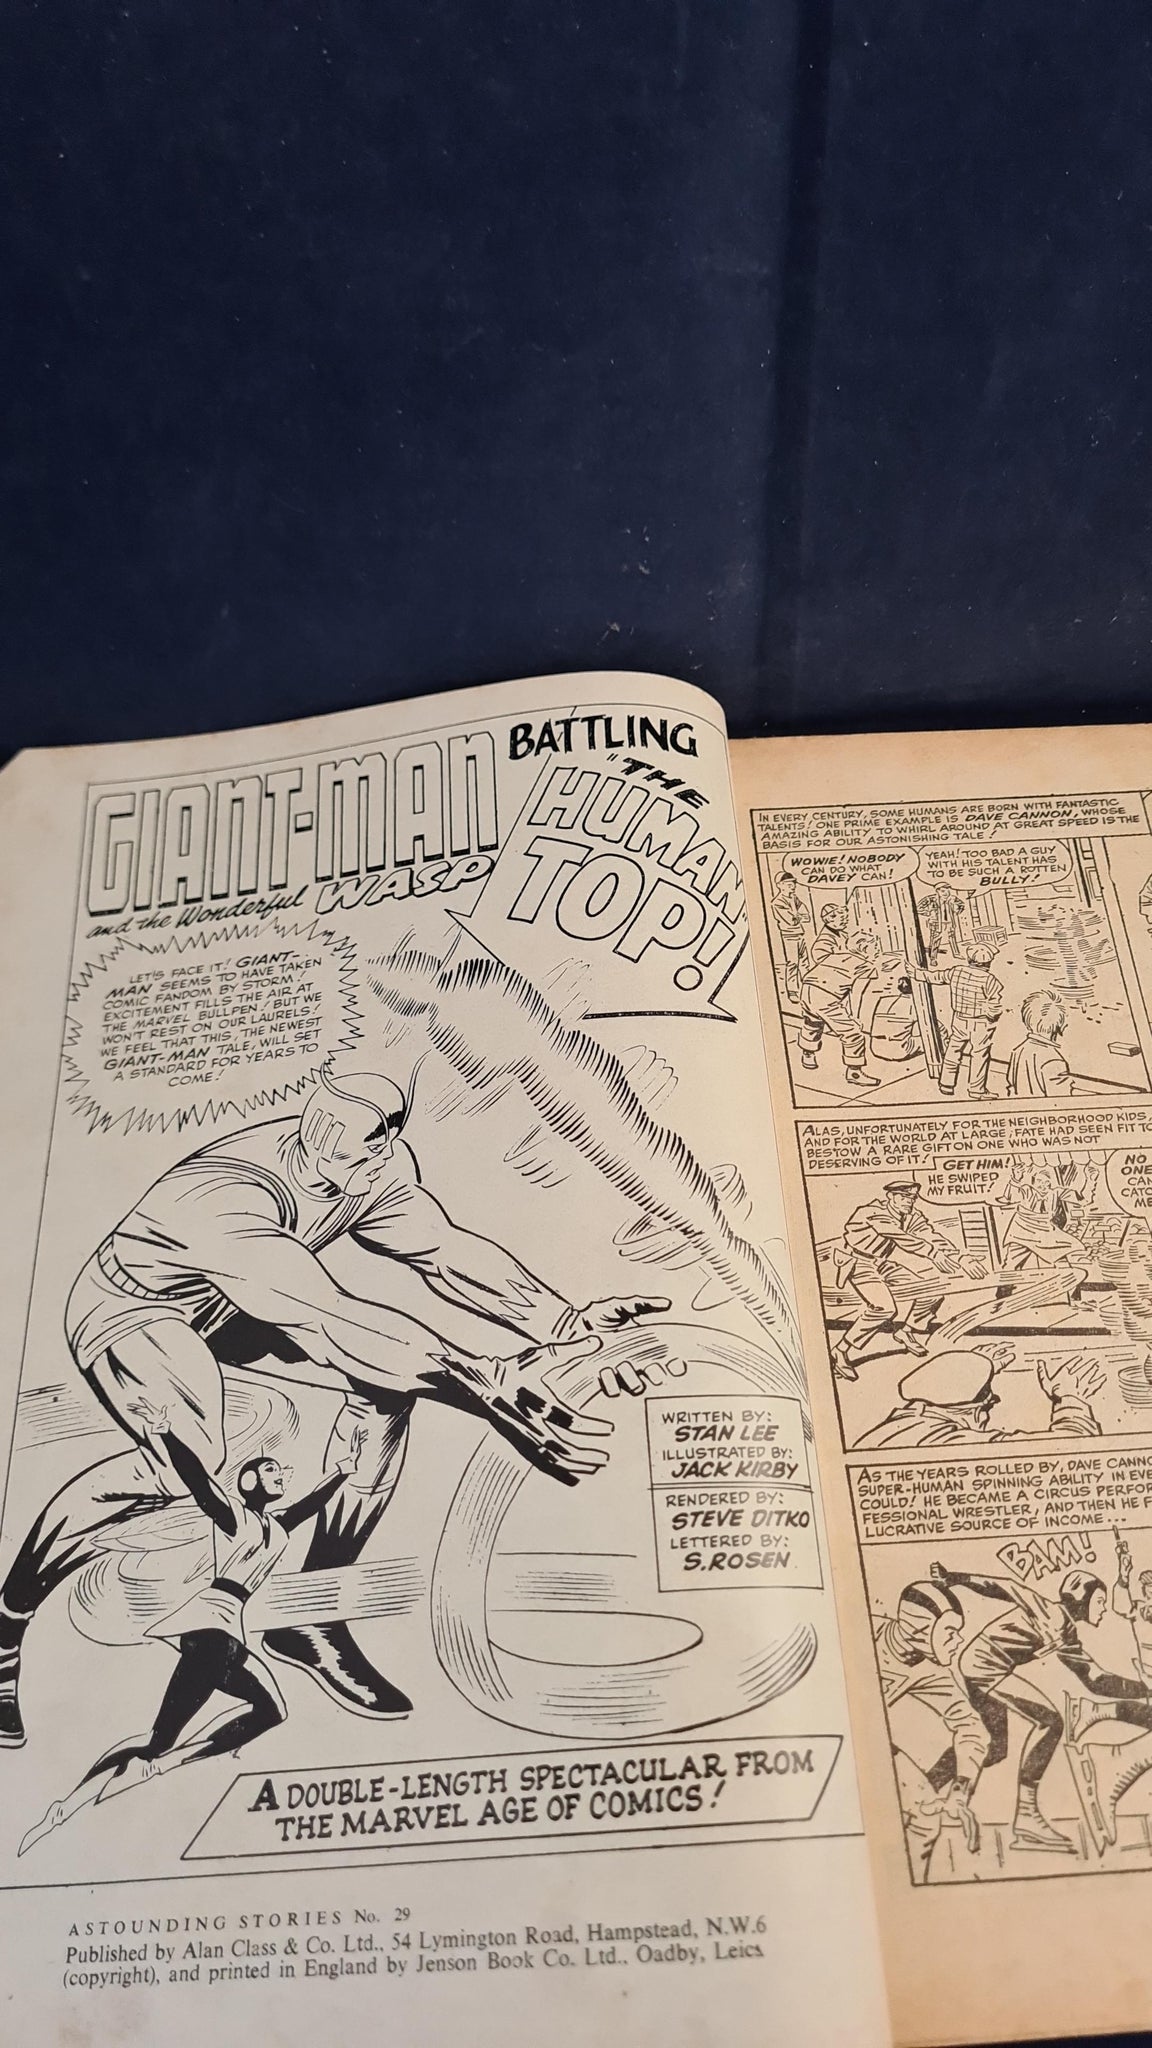 GIANT-MAN
and the Wonderful WASP
BATTLING
"THE
HUMAN
TOP!"
LET'S FACE IT! GIANT-
MAN SEEMS TO HAVE TAKEN
COMIC FANDOM BY STORM!
EXCITEMENT FILLS THE AIR AT
THE MARVEL BULLPEN! BUT WE
WON'T REST ON OUR LAURELS!
WE FEEL THAT THIS, THE NEWEST
GIANT-MAN TALE, WILL SET
A STANDARD FOR YEARS TO
COME!
WRITTEN BY:
STAN LEE
ILLUSTRATED BY:
JACK KIRBY
RENDERED BY:
STEVE DITKO
LETTERED BY:
S. ROSEN
A DOUBLE-LENGTH SPECTACULAR FROM
THE MARVEL AGE OF COMICS!
ASTOUNDING STORIES No. 29
Published by Alan Class & Co. Ltd., 54 Lymington Road, Hampstead, N.W.6
(copyright), and printed in England by Jenson Book Co. Ltd., Oadby, Leics
IN EVERY CENTURY, SOME HUMANS ARE BORN WITH FANTASTIC
TALENTS! ONE PRIME EXAMPLE IS DAVE CANNON, WHOSE
AMAZING ABILITY TO WHIRL AROUND AT GREAT SPEED IS THE
BASIS FOR OUR ASTONISHING TALE!
WOWIE! NOBODY
CAN DO WHAT
DAVEY CAN!
YEAH! TOO BAD A GUY
WITH HIS TALENT HAS
TO BE SUCH A ROTTEN
BULLY!
ALAS, UNFORTUNATELY FOR THE NEIGHBORHOOD KIDS,
AND FOR THE WORLD AT LARGE, FATE HAD SEEN FIT TO
BESTOW A RARE GIFT ON ONE WHO WAS NOT
DESERVING OF IT!
GET HIM!
HE SWIPED
MY FRUIT!
NO
ONE
CAN
CATC
ME
AS THE YEARS ROLLED BY, DAVE CANNO
SUPER-HUMAN SPINNING ABILITY IN EVE
COULD! HE BECAME A CIRCUS PERFOR
FESSIONAL WRESTLER, AND THEN HE F
LUCRATIVE SOURCE OF INCOME...
BAM!